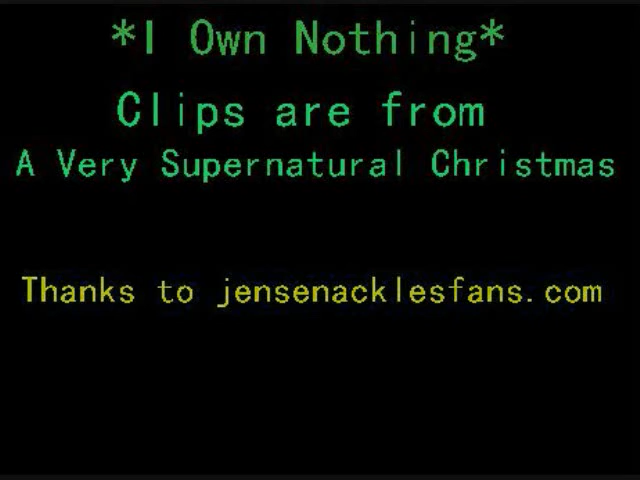 *I Own Nothing*
Clips are from
A Very Supernatural Christmas
Thanks to jensenacklesfans.com